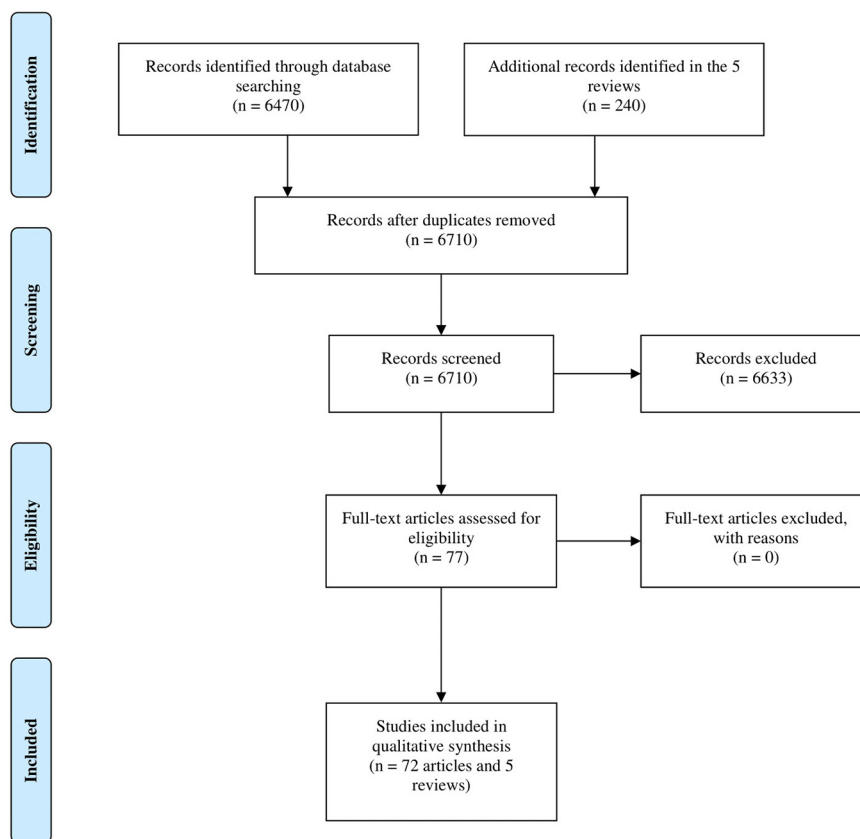 Identification
Records identified through database
searching
(n = 6470)
Additional records identified in the 5
reviews
(n = 240)
Records after duplicates removed
(n = 6710)
Screening
Records screened
(n = 6710)
Records excluded
(n = 6633)
Eligibility
Full-text articles assessed for
eligibility
(n = 77)
Full-text articles excluded,
with reasons
(n = 0)
Included
Studies included in
qualitative synthesis
(n = 72 articles and 5
reviews)